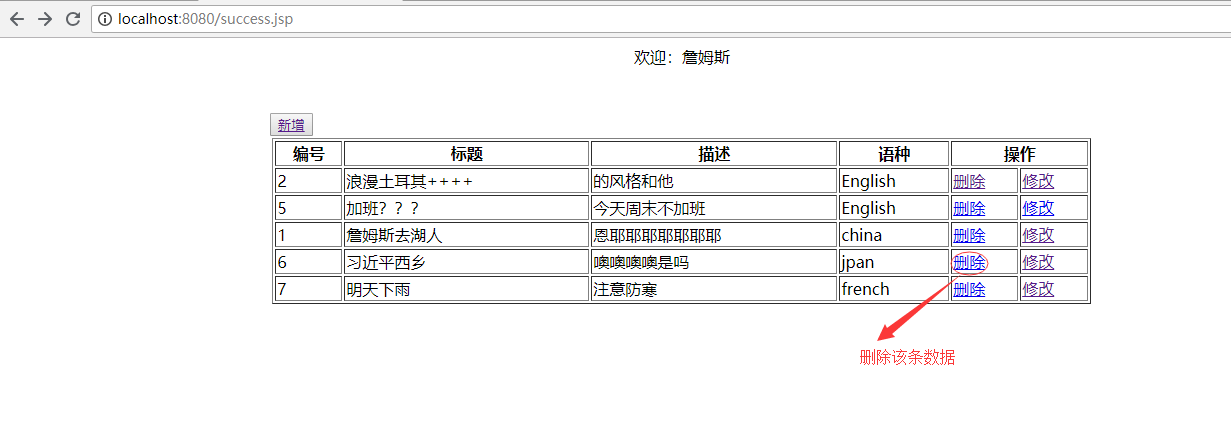 localhost:8080/success.jsp
欢迎：詹姆斯
新增
编号 标题 描述 语种 操作
2 浪漫土耳其++++ 的风格和他 English 删除 修改
5 加班？？？ 今天周末不加班 English 删除 修改
1 詹姆斯去湖人 恩耶耶耶耶耶耶耶 china 删除 修改
6 习近平西乡 噢噢噢噢是吗 jpan 删除 修改
7 明天下雨 注意防寒 french 删除 修改
删除该条数据